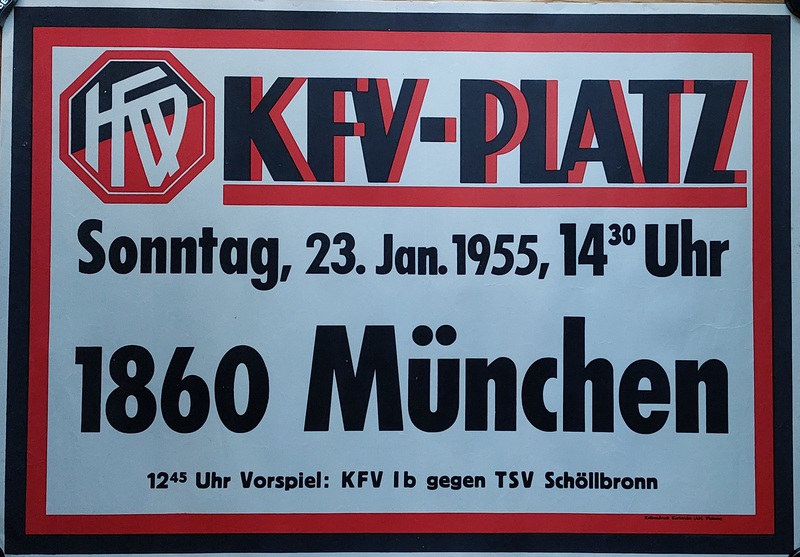 KFV
KFV-PLATZ
Sonntag, 23. Jan. 1955, 14³⁰ Uhr
1860 München
12⁴⁵ Uhr Vorspiel: KFV Ib gegen TSV Schöllbronn